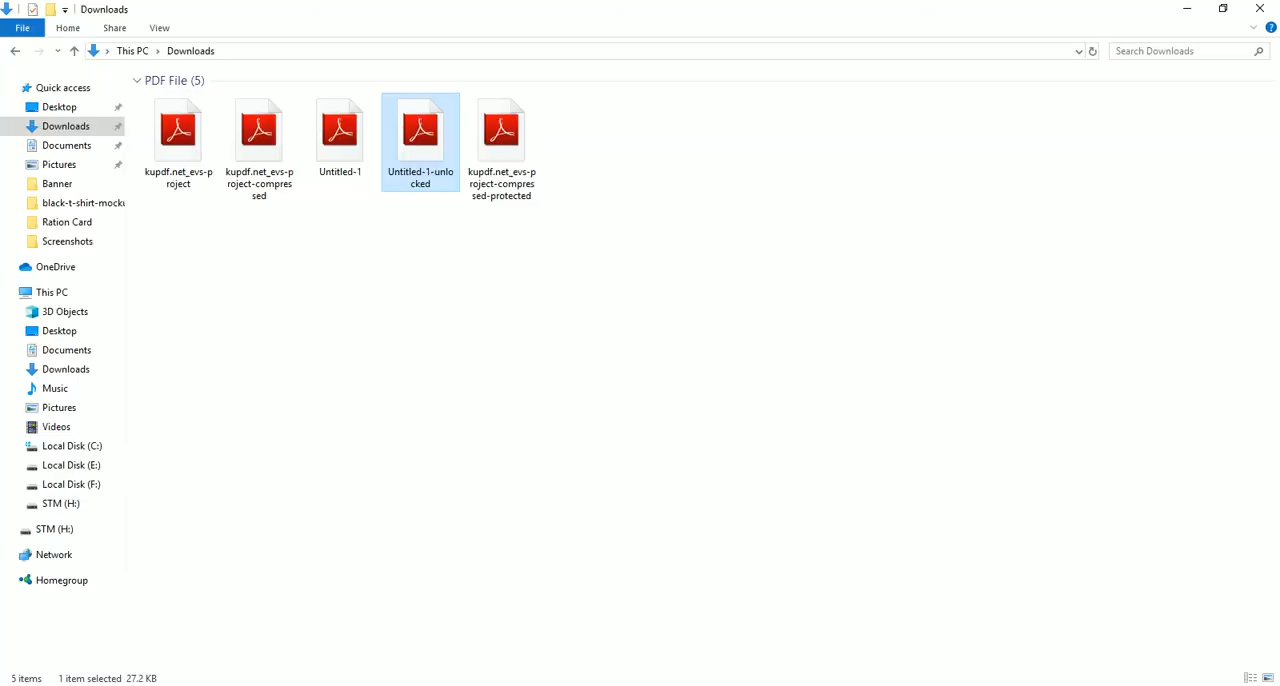 Downloads
File Home Share View
This PC Downloads
Search Downloads
Quick access
Desktop
Downloads
Documents
Pictures
Banner
black-t-shirt-mocku
Ration Card
Screenshots
OneDrive
This PC
3D Objects
Desktop
Documents
Downloads
Music
Pictures
Videos
Local Disk (C:)
Local Disk (E:)
Local Disk (F:)
STM (H:)
STM (H:)
Network
Homegroup
PDF File (5)
kupdf.net_evs-p
roject
kupdf.net_evs-p
roject-compres
sed
Untitled-1
Untitled-1-unlo
cked
kupdf.net_evs-p
roject-compres
sed-protected
5 items 1 item selected 27.2 KB